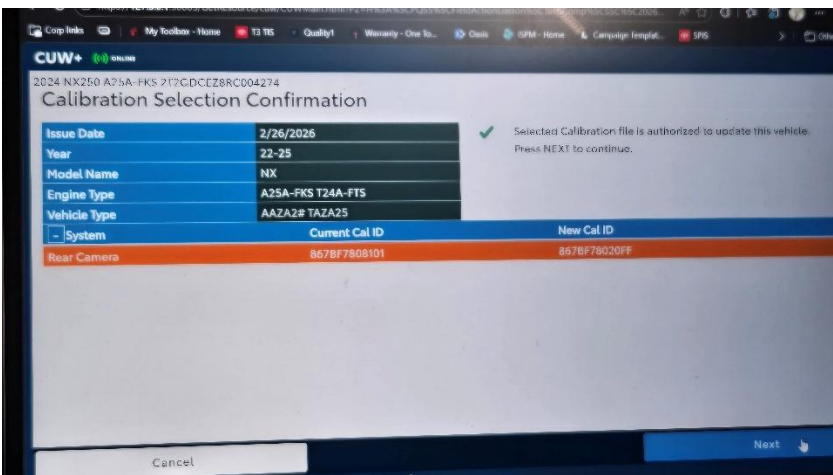 Corp links My Toolbox - Home T3 TIS Quality1 Warranty - One To... Oasis ISPM - Home Campaign Templat... SPIS
CUW+ ONLINE
2024 NX250 A25A-FKS
Calibration Selection Confirmation
Issue Date 2/26/2026
Year 22-25
Model Name NX
Engine Type A25A-FKS T24A-FTS
Vehicle Type AAZA2# TAZA25
Selected Calibration file is authorized to update this vehicle.
Press NEXT to continue.
- System Current Cal ID New Cal ID
Rear Camera 867BF7808101 867BF78020FF
Cancel Next